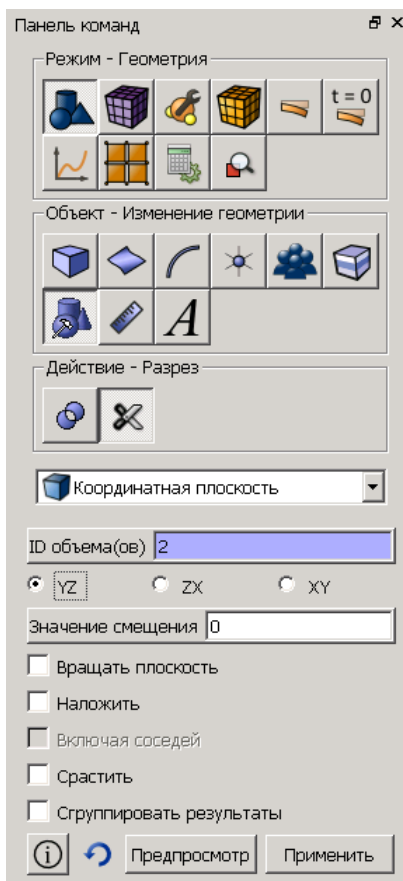 Панель команд
Режим - Геометрия
t = 0
Объект - Изменение геометрии
A
Действие - Разрез
Координатная плоскость
ID объема(ов) 2
YZ ZX XY
Значение смещения 0
Вращать плоскость
Наложить
Включая соседей
Срастить
Сгруппировать результаты
Предпросмотр Применить